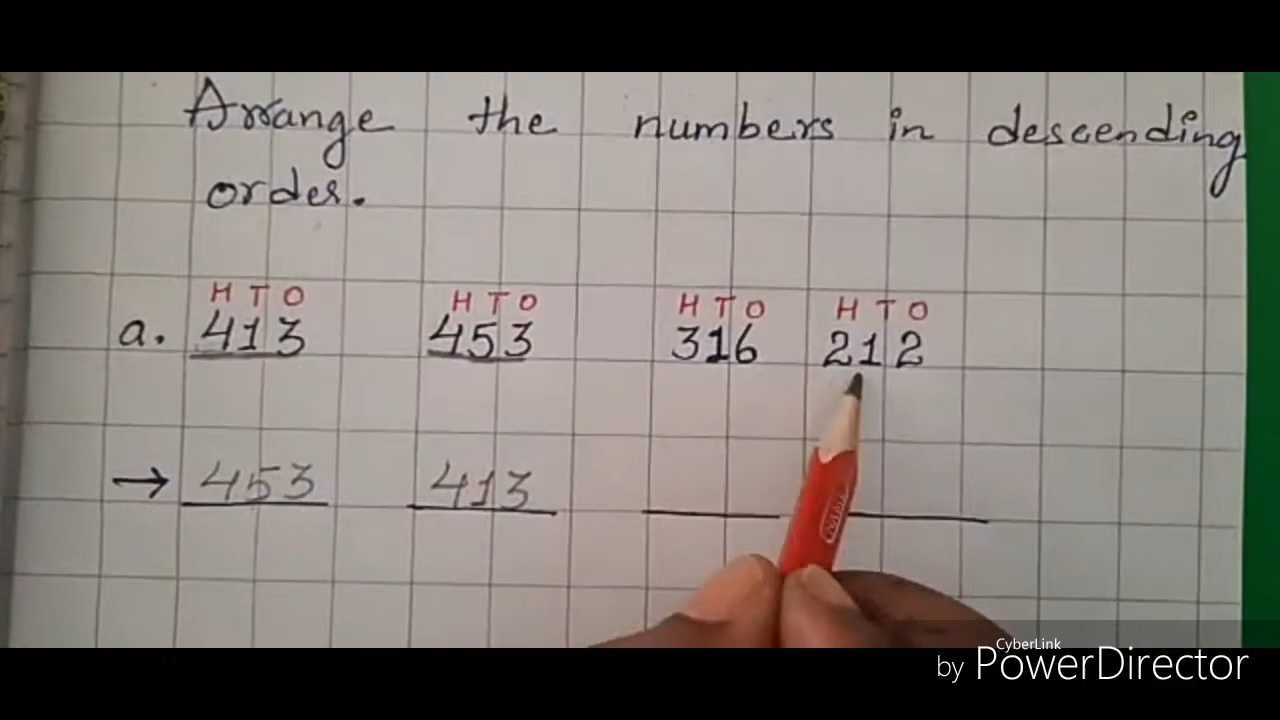 Arrange the numbers in descending
order.
H T O H T O H T O H T O
a. 413 453 316 212
→ 453 413
CyberLink
by PowerDirector